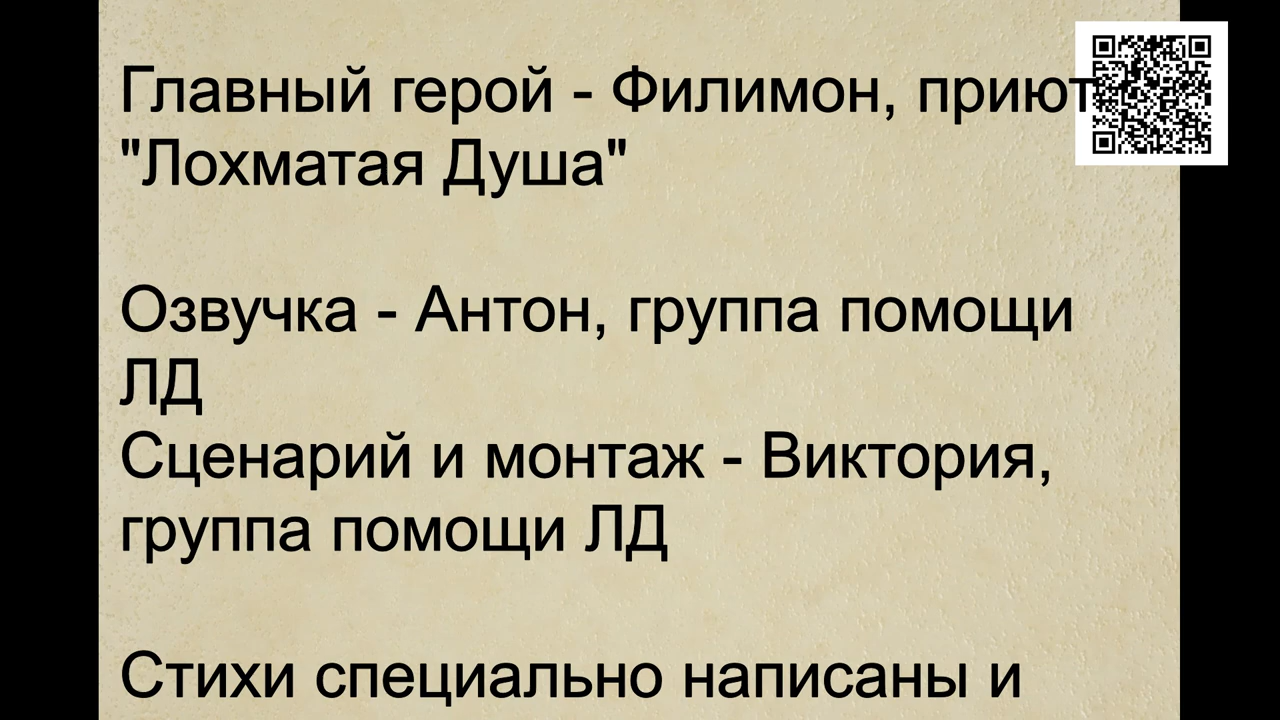 Главный герой - Филимон, приют
"Лохматая Душа"
Озвучка - Антон, группа помощи
ЛД
Сценарий и монтаж - Виктория,
группа помощи ЛД
Стихи специально написаны и